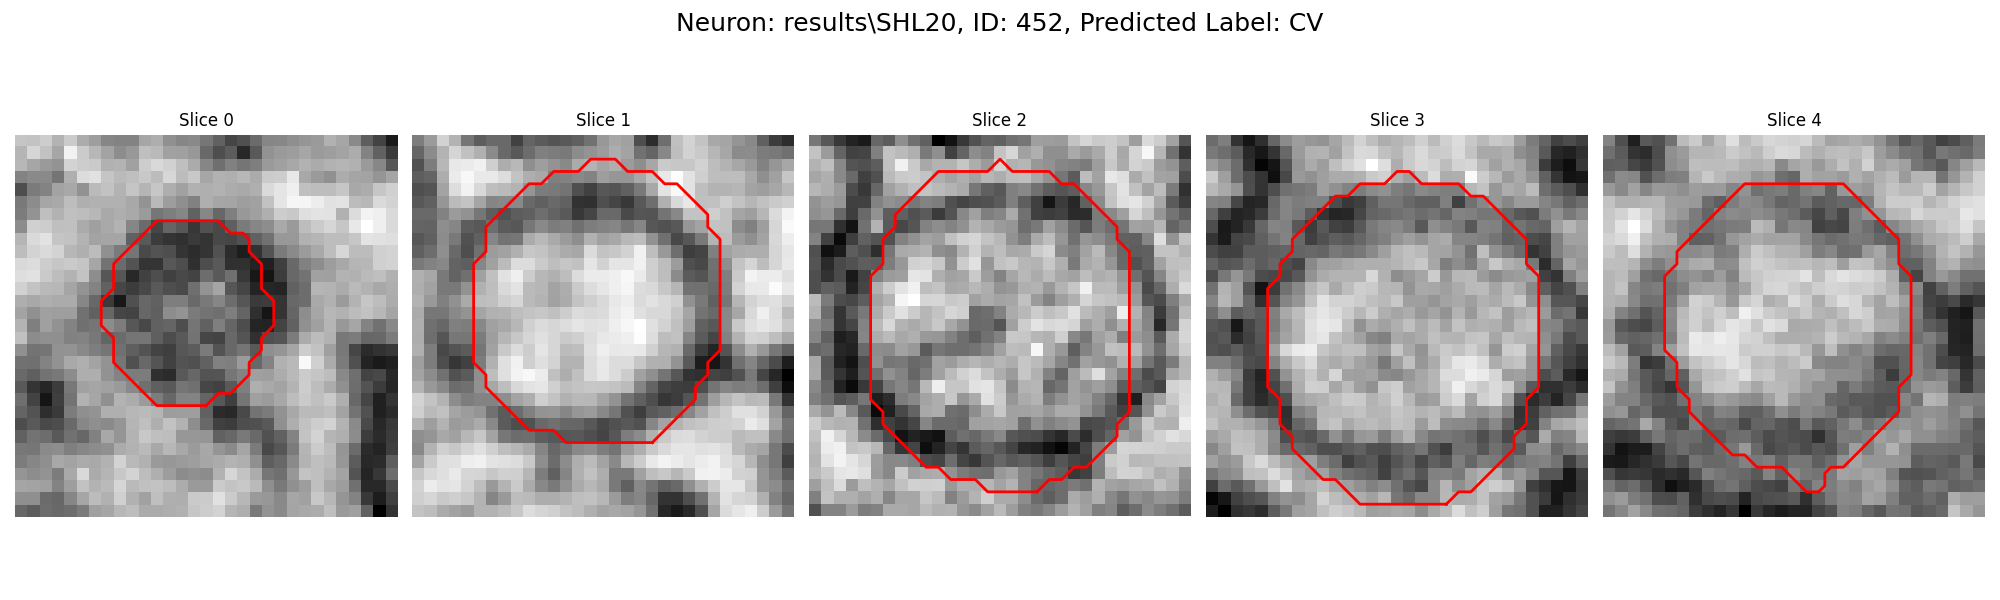 Neuron: results\SHL20, ID: 452, Predicted Label: CV
Slice 0
Slice 1
Slice 2
Slice 3
Slice 4